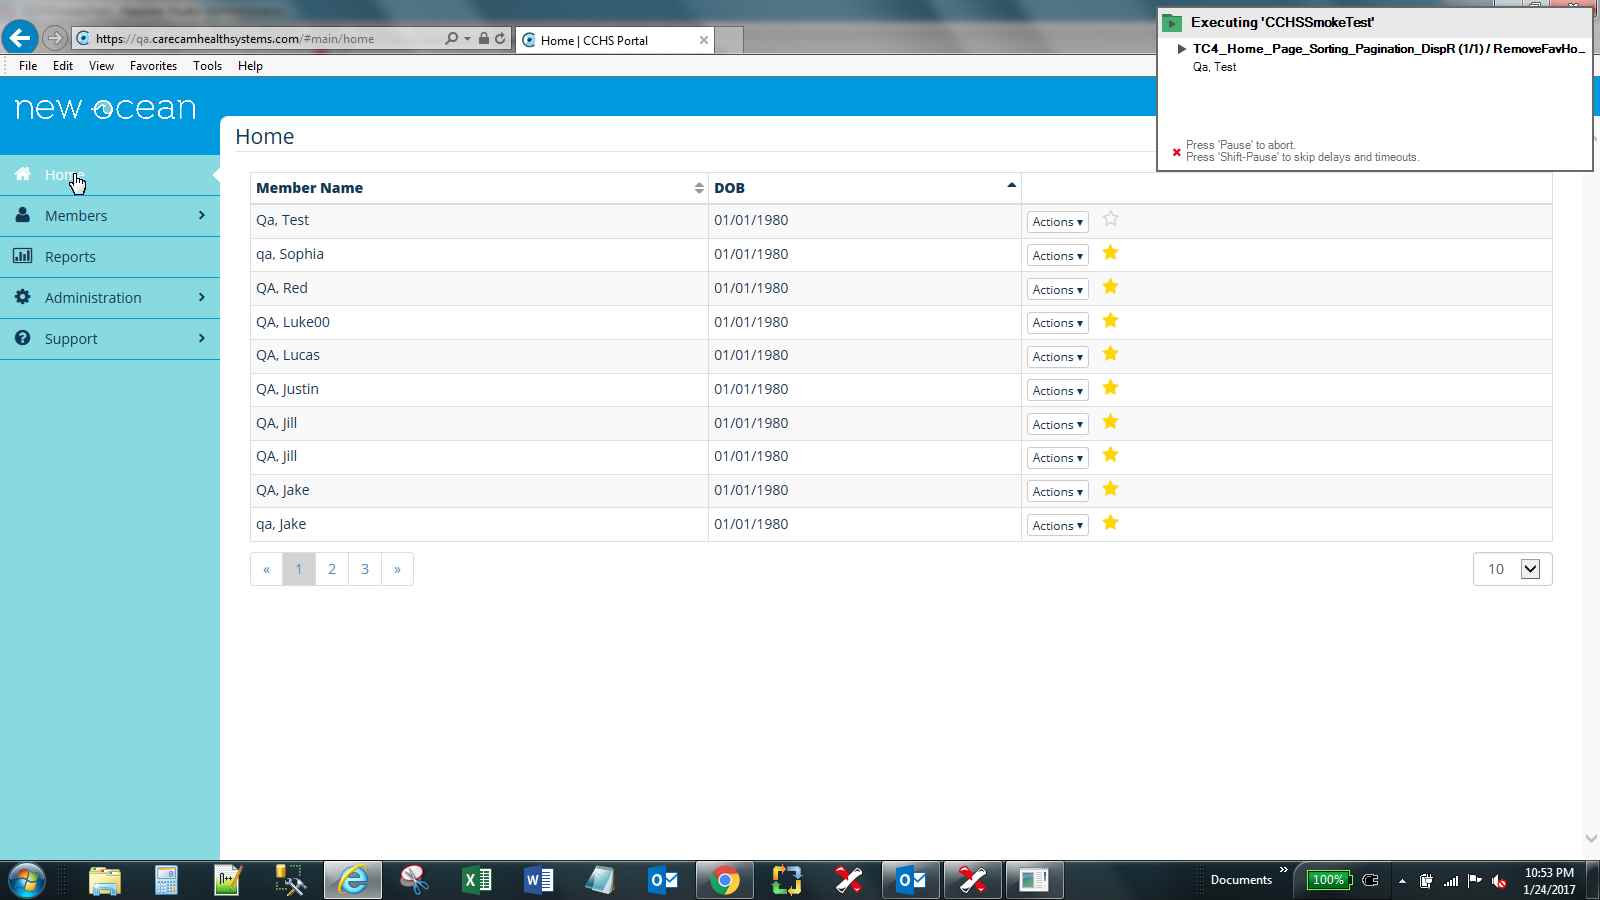 https://qa.carecamhealthsystems.com/#main/home
Home | CCHS Portal
File Edit View Favorites Tools Help
Executing 'CCHSSmokeTest'
TC4_Home_Page_Sorting_Pagination_DispR (1/1) / RemoveFavHo...
Qa, Test
Press 'Pause' to abort.
Press 'Shift-Pause' to skip delays and timeouts.
new ocean
Home
Members
Reports
Administration
Support
Home
Member Name DOB
Qa, Test 01/01/1980 Actions ▾
qa, Sophia 01/01/1980 Actions ▾
QA, Red 01/01/1980 Actions ▾
QA, Luke00 01/01/1980 Actions ▾
QA, Lucas 01/01/1980 Actions ▾
QA, Justin 01/01/1980 Actions ▾
QA, Jill 01/01/1980 Actions ▾
QA, Jill 01/01/1980 Actions ▾
QA, Jake 01/01/1980 Actions ▾
qa, Jake 01/01/1980 Actions ▾
« 1 2 3 »
10
Documents »
100%
10:53 PM
1/24/2017